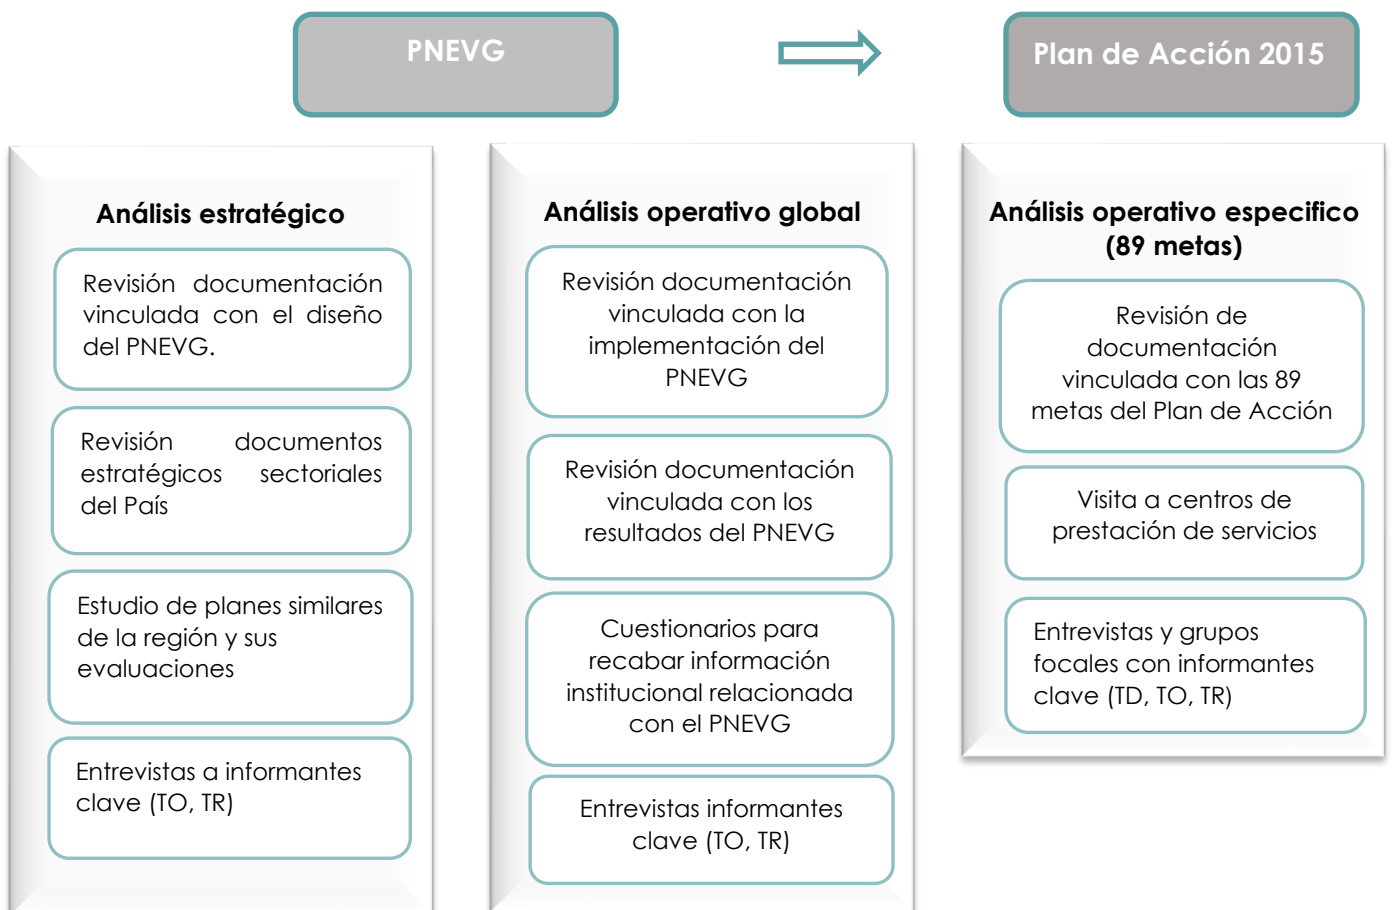 PNEVG
Plan de Acción 2015
Análisis estratégico
Revisión documentación
vinculada con el diseño
del PNEVG.
Revisión documentos
estratégicos sectoriales
del País
Estudio de planes similares
de la región y sus
evaluaciones
Entrevistas a informantes
clave (TO, TR)
Análisis operativo global
Revisión documentación
vinculada con la
implementación del
PNEVG
Revisión documentación
vinculada con los
resultados del PNEVG
Cuestionarios para
recabar información
institucional relacionada
con el PNEVG
Entrevistas informantes
clave (TO, TR)
Análisis operativo especifico
(89 metas)
Revisión de
documentación
vinculada con las 89
metas del Plan de Acción
Visita a centros de
prestación de servicios
Entrevistas y grupos
focales con informantes
clave (TD, TO, TR)